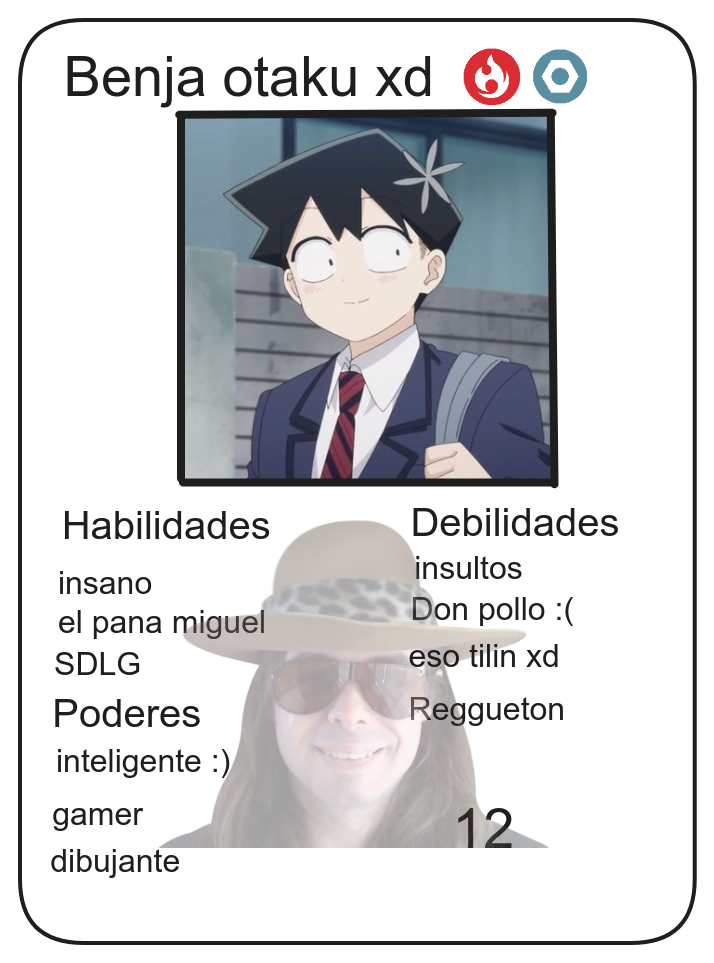 Benja otaku xd
Habilidades
insano
el pana miguel
SDLG
Poderes
inteligente :)
gamer
dibujante
Debilidades
insultos
Don pollo :(
eso tilin xd
Reggueton
12